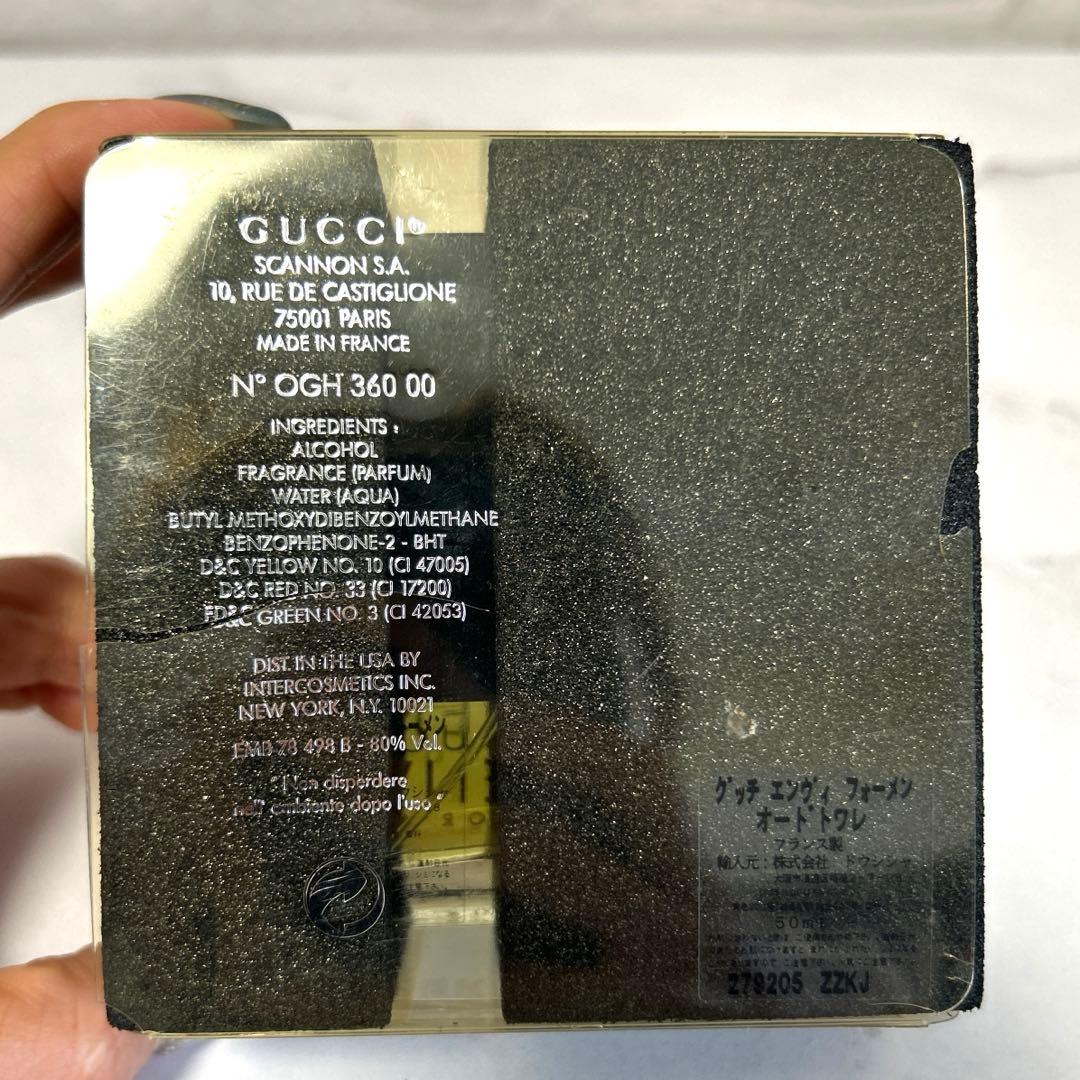 GUCCI®
SCANNON S.A.
10, RUE DE CASTIGLIONE
75001 PARIS
MADE IN FRANCE
N° OGH 360 00
INGREDIENTS :
ALCOHOL
FRAGRANCE (PARFUM)
WATER (AQUA)
BUTYL METHOXYDIBENZOYLMETHANE
BENZOPHENONE-2 - BHT
D&C YELLOW NO. 10 (CI 47005)
D&C RED NO. 33 (CI 17200)
FD&C GREEN NO. 3 (CI 42053)
DIST. IN THE USA BY
INTERCOSMETICS INC.
NEW YORK, N.Y. 10021
EMB 78 498 B - 80% Vol.
"Non disperdere
nell'ambiente dopo l'uso"
グッチ エンヴィ フォーメン
オードトワレ
フランス製
輸入元：株式会社
50ml
279205 ZZKJ